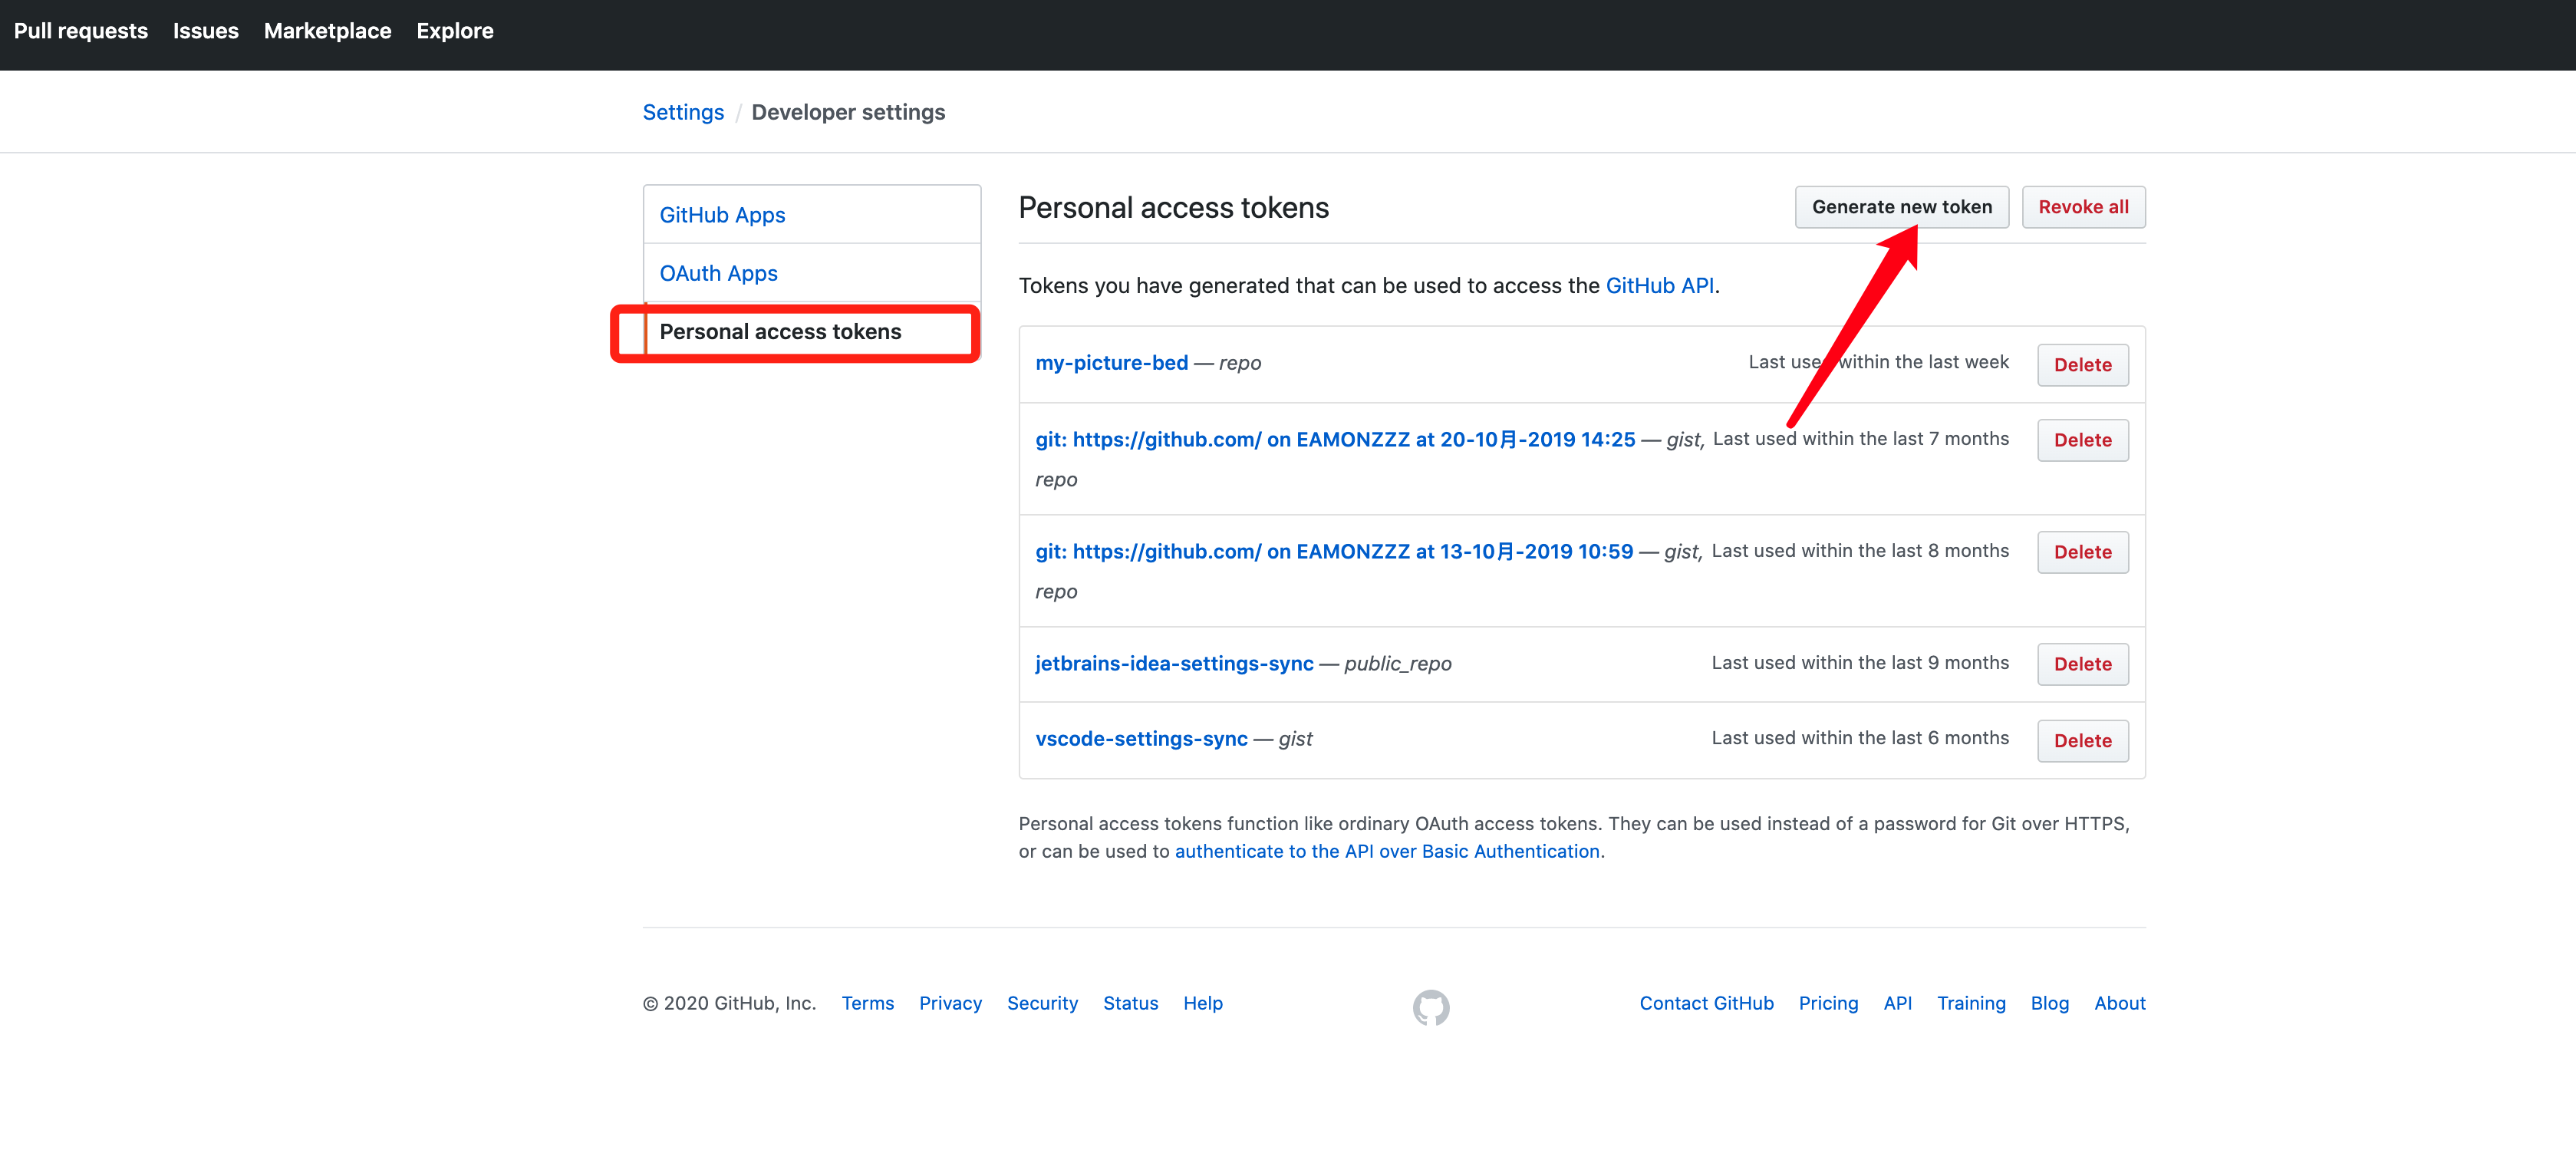 Pull requests Issues Marketplace Explore
Settings / Developer settings
GitHub Apps
OAuth Apps
Personal access tokens
Personal access tokens
Generate new token
Revoke all
Tokens you have generated that can be used to access the GitHub API.
my-picture-bed — repo
Last used within the last week
Delete
git: https://github.com/ on EAMONZZZ at 20-10月-2019 14:25 — gist,
repo
Last used within the last 7 months
Delete
git: https://github.com/ on EAMONZZZ at 13-10月-2019 10:59 — gist,
repo
Last used within the last 8 months
Delete
jetbrains-idea-settings-sync — public_repo
Last used within the last 9 months
Delete
vscode-settings-sync — gist
Last used within the last 6 months
Delete
Personal access tokens function like ordinary OAuth access tokens. They can be used instead of a password for Git over HTTPS,
or can be used to authenticate to the API over Basic Authentication.
© 2020 GitHub, Inc. Terms Privacy Security Status Help
Contact GitHub Pricing API Training Blog About